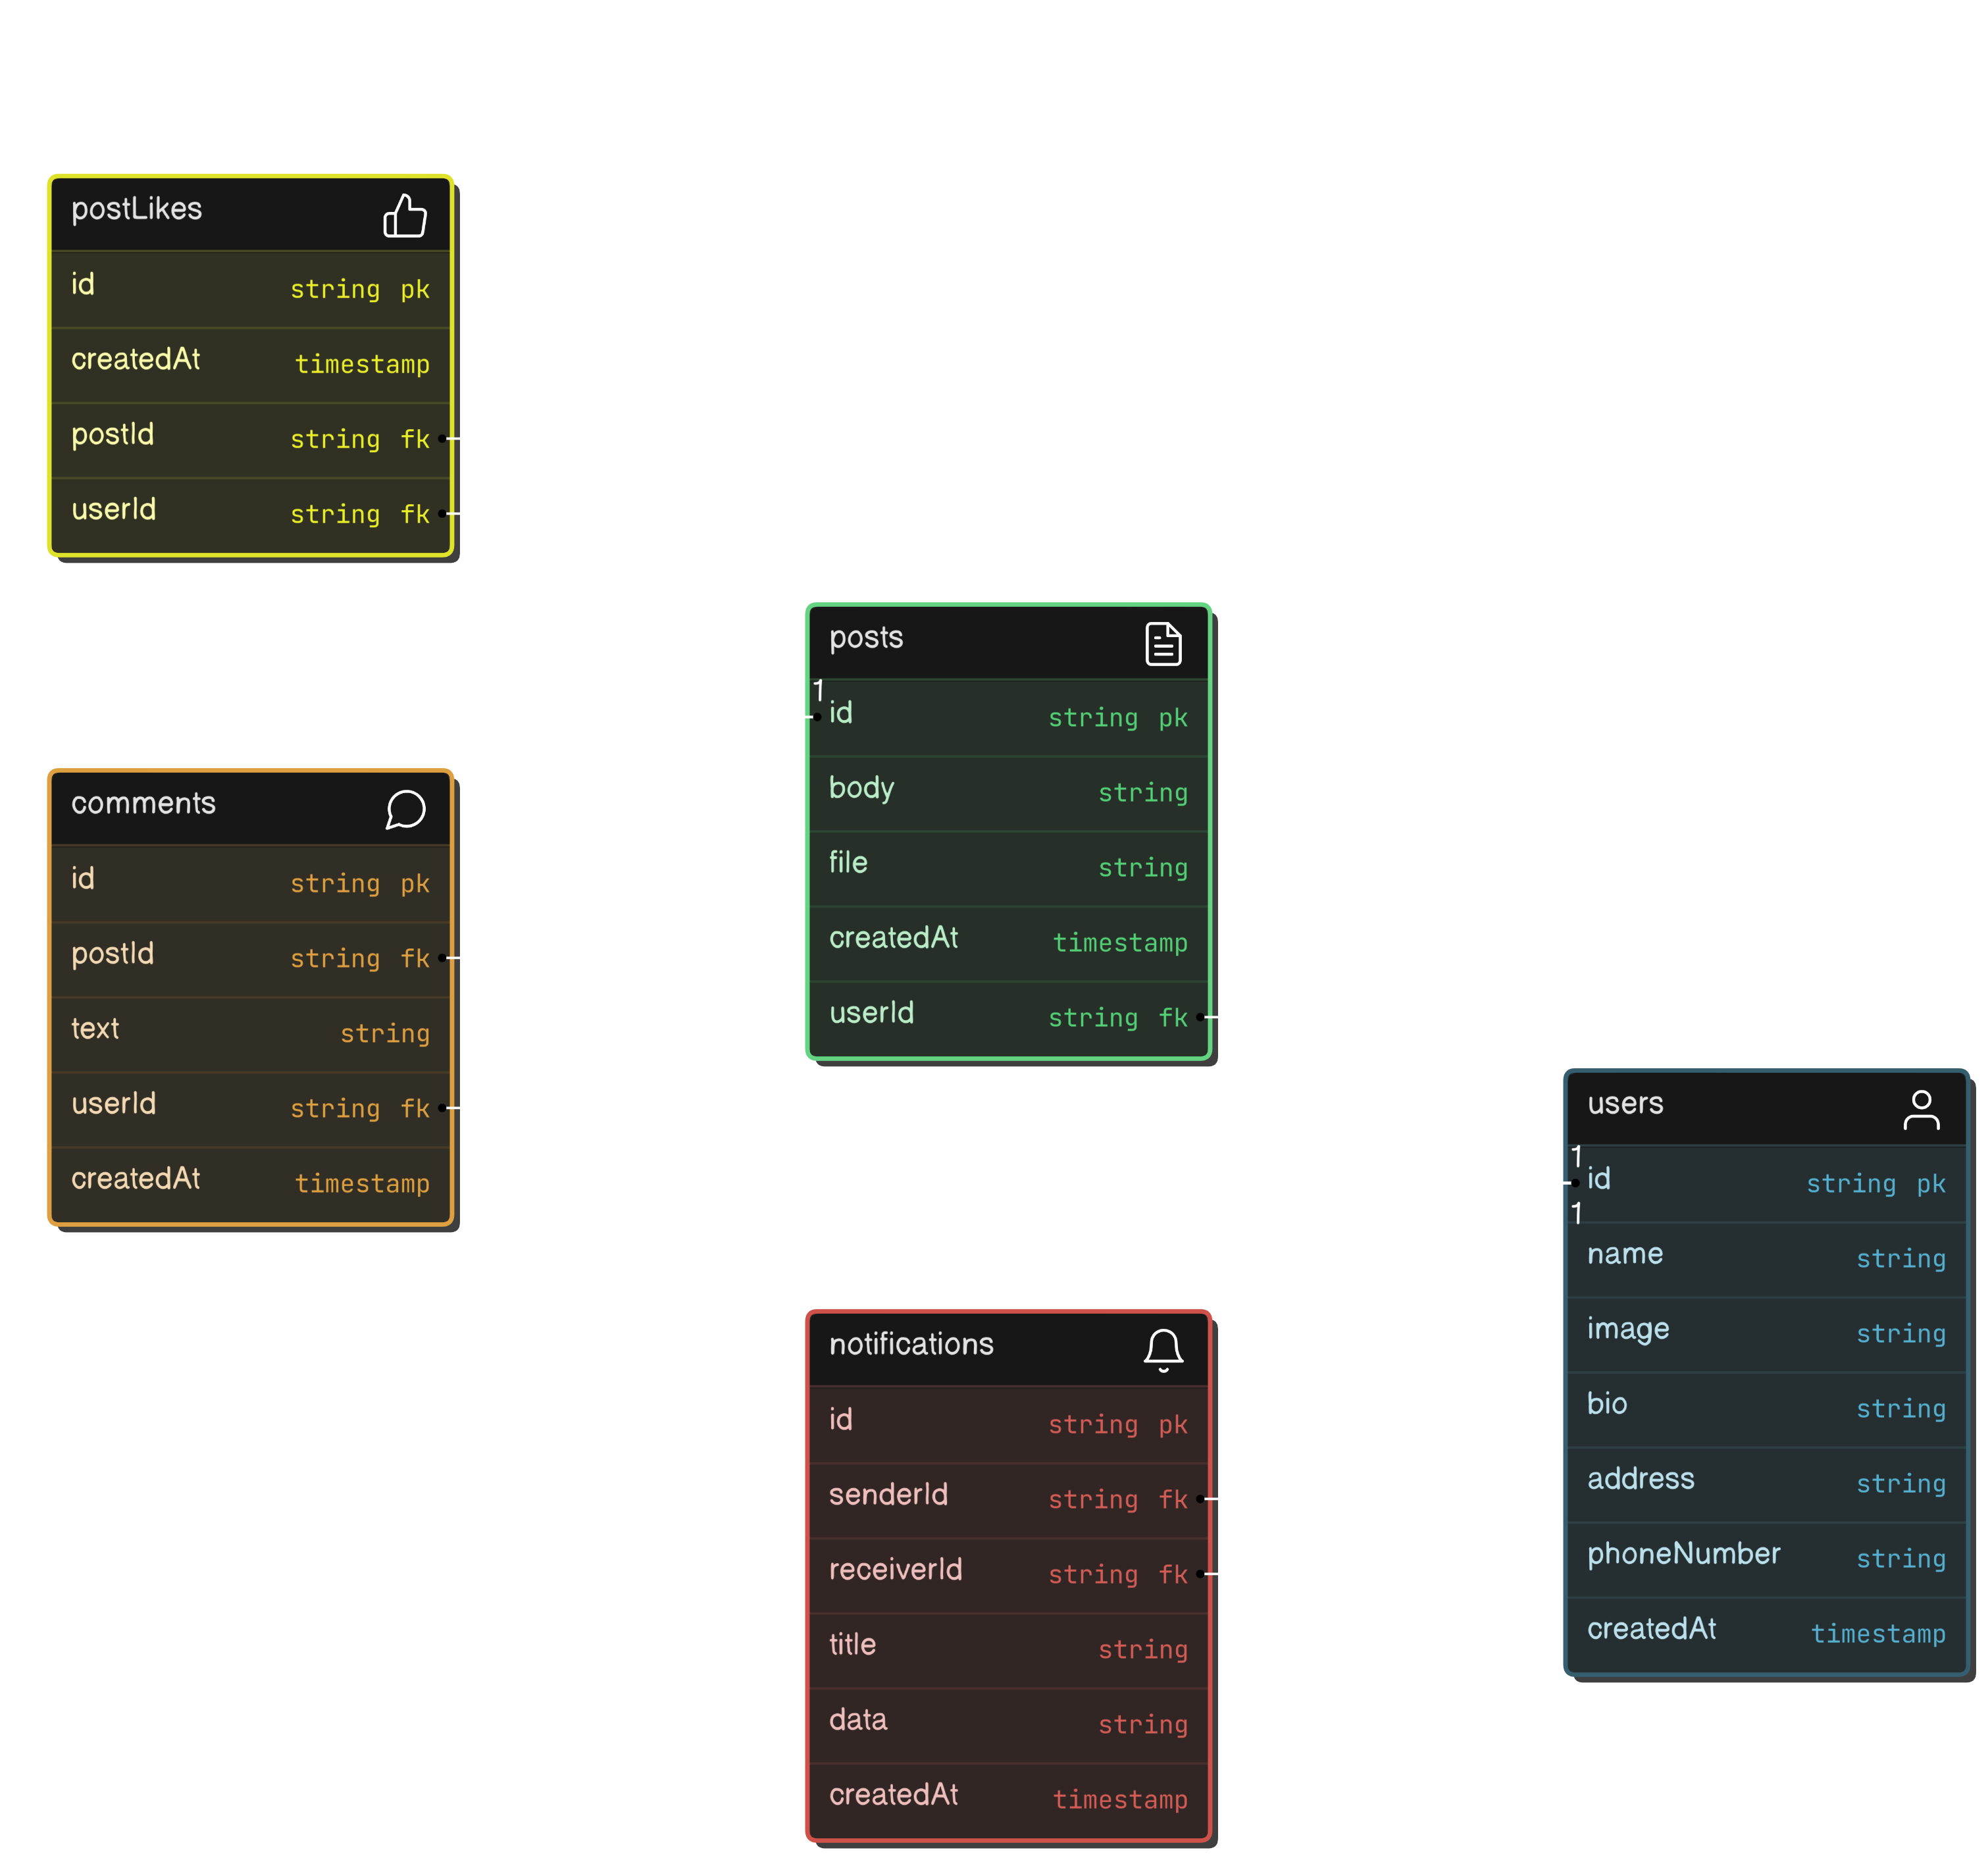 postLikes
id string pk
createdAt timestamp
postId string fk
userId string fk
posts
1
id string pk
body string
file string
createdAt timestamp
userId string fk
comments
id string pk
postId string fk
text string
userId string fk
createdAt timestamp
users
1
id string pk
1
name string
image string
bio string
address string
phoneNumber string
createdAt timestamp
notifications
id string pk
senderId string fk
receiverId string fk
title string
data string
createdAt timestamp